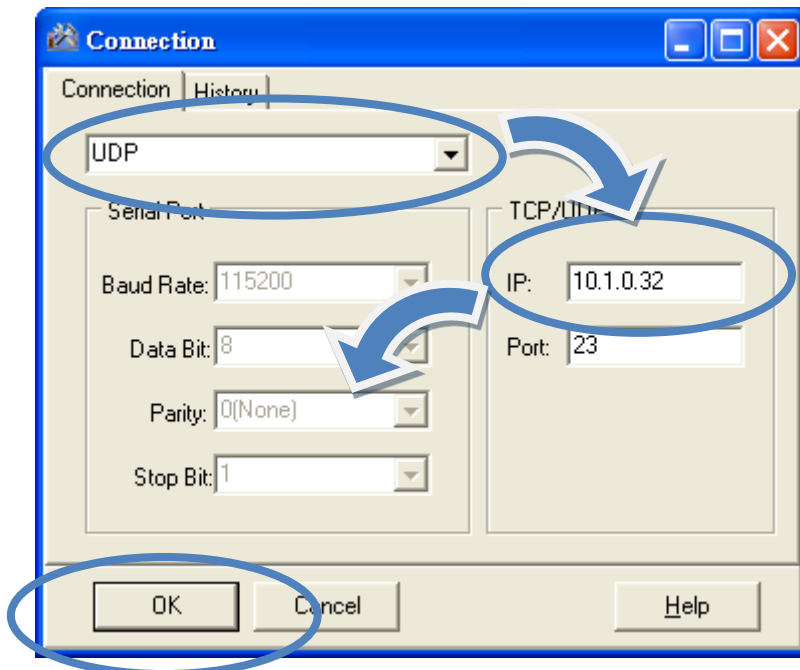 Connection
Connection History
UDP
Serial Port
Baud Rate: 115200
Data Bit: 8
Parity: 0(None)
Stop Bit: 1
TCP/UDP
IP: 10.1.0.32
Port: 23
OK Cancel Help